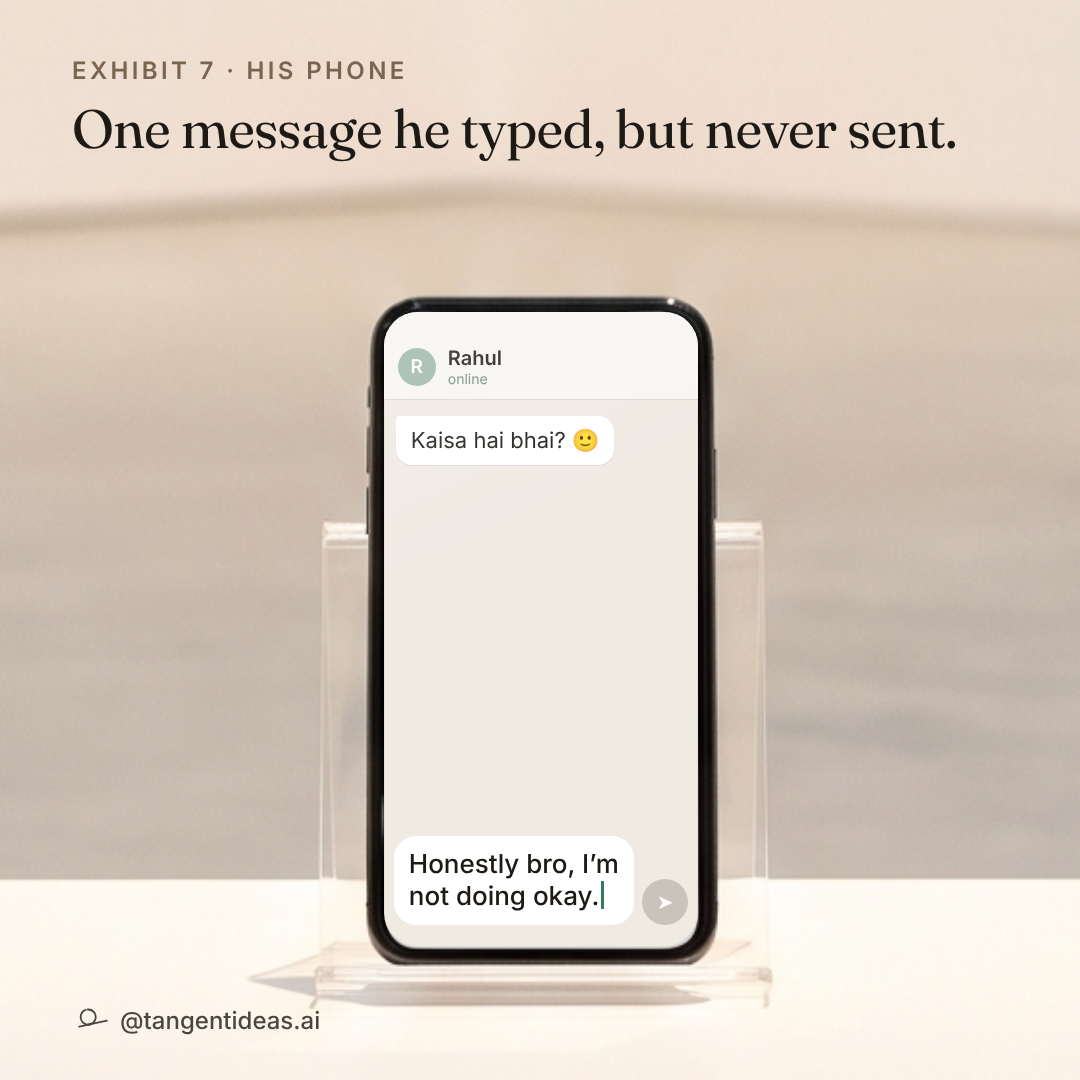 EXHIBIT 7 · HIS PHONE
One message he typed, but never sent.
R
Rahul
online
Kaisa hai bhai? 🙂
Honestly bro, I’m
not doing okay.
@tangentideas.ai